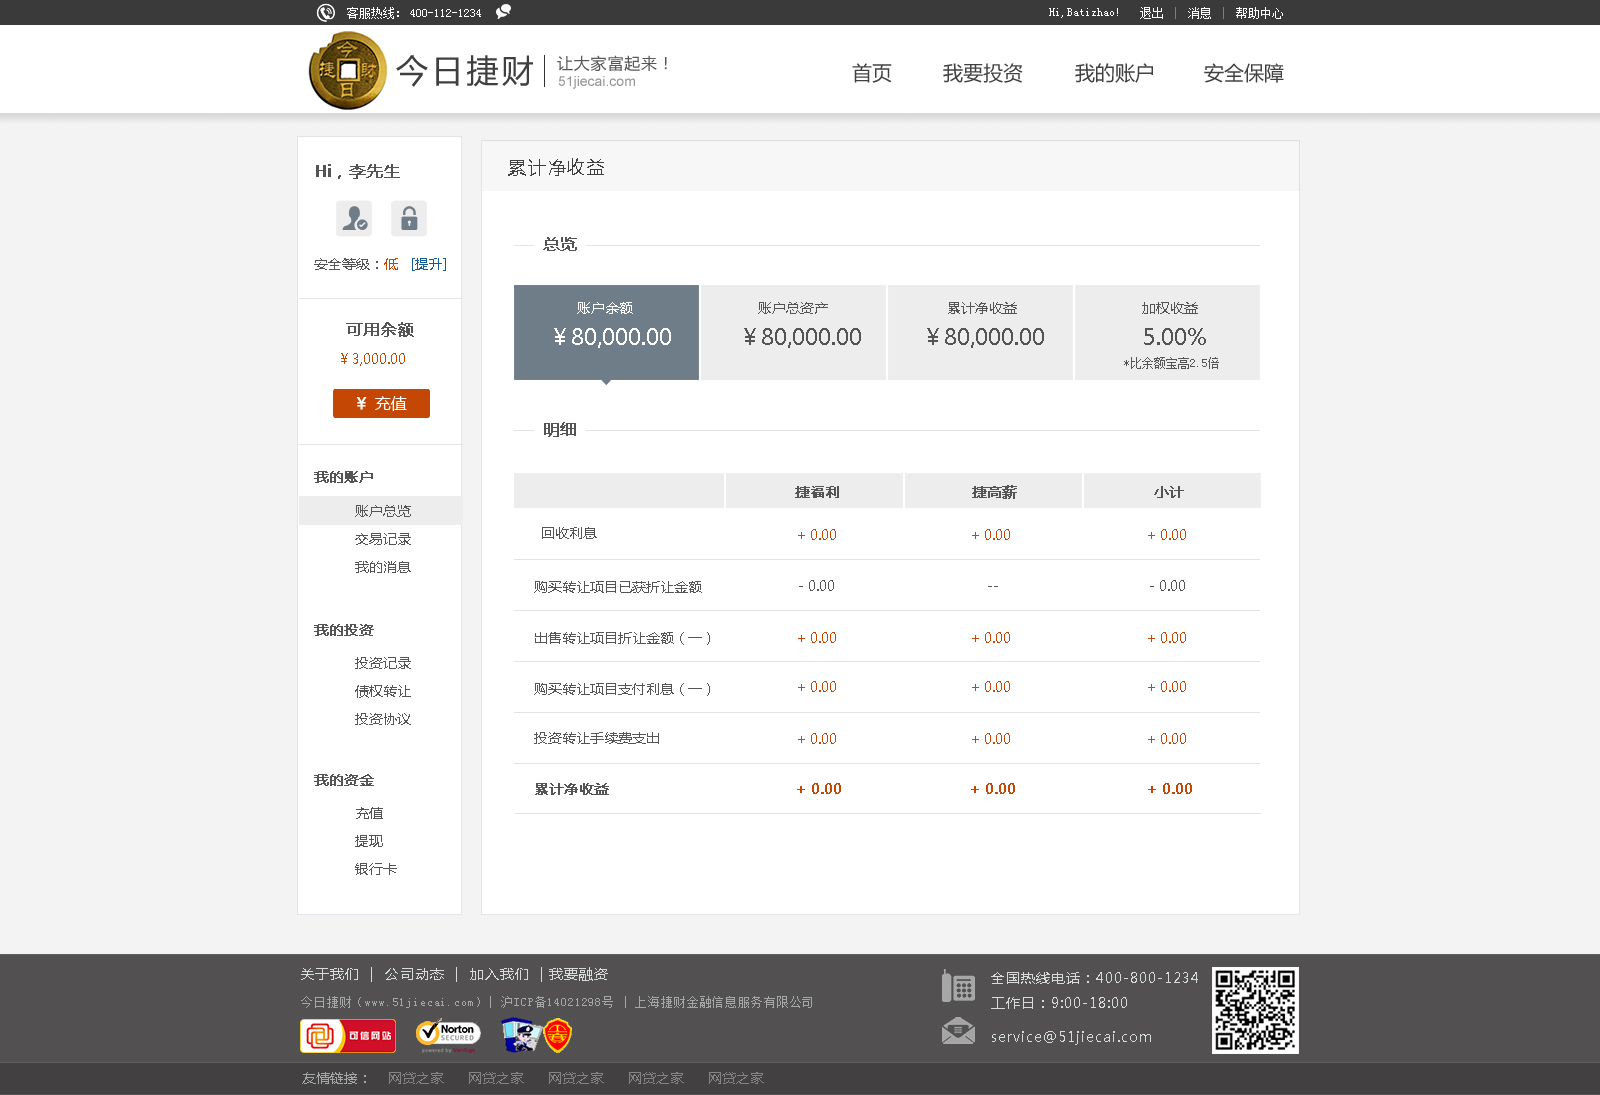 客服热线： 400-112-1234
Hi,Batizhao! 退出 | 消息 | 帮助中心
今日捷财
今日捷财 | 让大家富起来！
51jiecai.com
首页 我要投资 我的账户 安全保障
Hi，李先生
安全等级：低 [提升]
可用余额
¥ 3,000.00
¥ 充值
我的账户
账户总览
交易记录
我的消息
我的投资
投资记录
债权转让
投资协议
我的资金
充值
提现
银行卡
累计净收益
总览
账户余额 账户总资产 累计净收益 加权收益
¥ 80,000.00 ¥ 80,000.00 ¥ 80,000.00 5.00%
*比余额宝高2.5倍
明细
捷福利 捷高薪 小计
回收利息 + 0.00 + 0.00 + 0.00
购买转让项目已获折让金额 - 0.00 -- - 0.00
出售转让项目折让金额（一） + 0.00 + 0.00 + 0.00
购买转让项目支付利息（一） + 0.00 + 0.00 + 0.00
投资转让手续费支出 + 0.00 + 0.00 + 0.00
累计净收益 + 0.00 + 0.00 + 0.00
关于我们 | 公司动态 | 加入我们 | 我要融资
今日捷财（www.51jiecai.com）| 沪ICP备14021298号 | 上海捷财金融信息服务有限公司
可信网站
Norton
SECURED
全国热线电话：400-800-1234
工作日：9:00-18:00
service@51jiecai.com
友情链接： 网贷之家 网贷之家 网贷之家 网贷之家 网贷之家